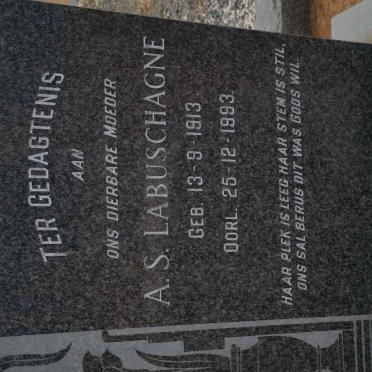 TER GEDAGTENIS
AAN
ONS DIERBARE MOEDER
A.S. LABUSCHAGNE
GEB. 13-9-1913
OORL. 25-12-1993.
HAAR PLEK IS LEEG HAAR STEM IS STIL,
ONS SAL BERUS DIT WAS GODS WIL